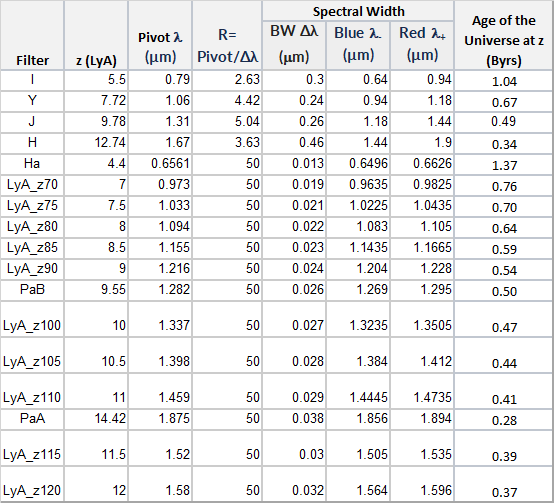 Filter z (LyA) Pivot λ (μm) R= Pivot/Δλ Spectral Width BW Δλ (μm) Blue λ- (μm) Red λ+ (μm) Age of the Universe at z (Byrs)
I 5.5 0.79 2.63 0.3 0.64 0.94 1.04
Y 7.72 1.06 4.42 0.24 0.94 1.18 0.67
J 9.78 1.31 5.04 0.26 1.18 1.44 0.49
H 12.74 1.67 3.63 0.46 1.44 1.9 0.34
Ha 4.4 0.6561 50 0.013 0.6496 0.6626 1.37
LyA_z70 7 0.973 50 0.019 0.9635 0.9825 0.76
LyA_z75 7.5 1.033 50 0.021 1.0225 1.0435 0.70
LyA_z80 8 1.094 50 0.022 1.083 1.105 0.64
LyA_z85 8.5 1.155 50 0.023 1.1435 1.1665 0.59
LyA_z90 9 1.216 50 0.024 1.204 1.228 0.54
PaB 9.55 1.282 50 0.026 1.269 1.295 0.50
LyA_z100 10 1.337 50 0.027 1.3235 1.3505 0.47
LyA_z105 10.5 1.398 50 0.028 1.384 1.412 0.44
LyA_z110 11 1.459 50 0.029 1.4445 1.4735 0.41
PaA 14.42 1.875 50 0.038 1.856 1.894 0.28
LyA_z115 11.5 1.52 50 0.03 1.505 1.535 0.39
LyA_z120 12 1.58 50 0.032 1.564 1.596 0.37